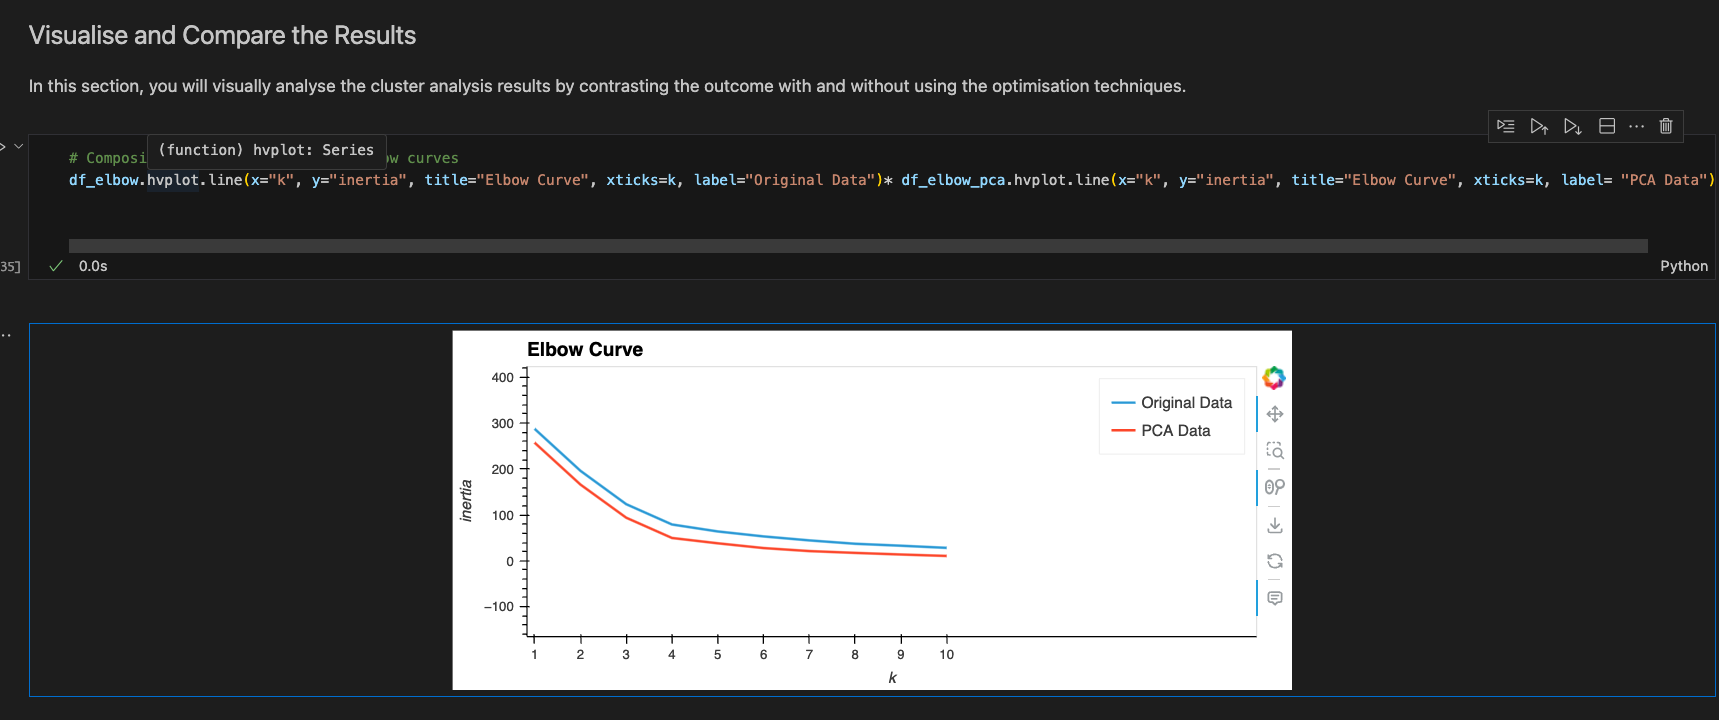 Visualise and Compare the Results
In this section, you will visually analyse the cluster analysis results by contrasting the outcome with and without using the optimisation techniques.
(function) hvplot: Series
# Composi
w curves
df_elbow.hvplot.line(x="k", y="inertia", title="Elbow Curve", xticks=k, label="Original Data")* df_elbow_pca.hvplot.line(x="k", y="inertia", title="Elbow Curve", xticks=k, label= "PCA Data")
35]
0.0s
Python
Elbow Curve
400
300
200
100
0
−100
inertia
Original Data
PCA Data
1 2 3 4 5 6 7 8 9 10
k